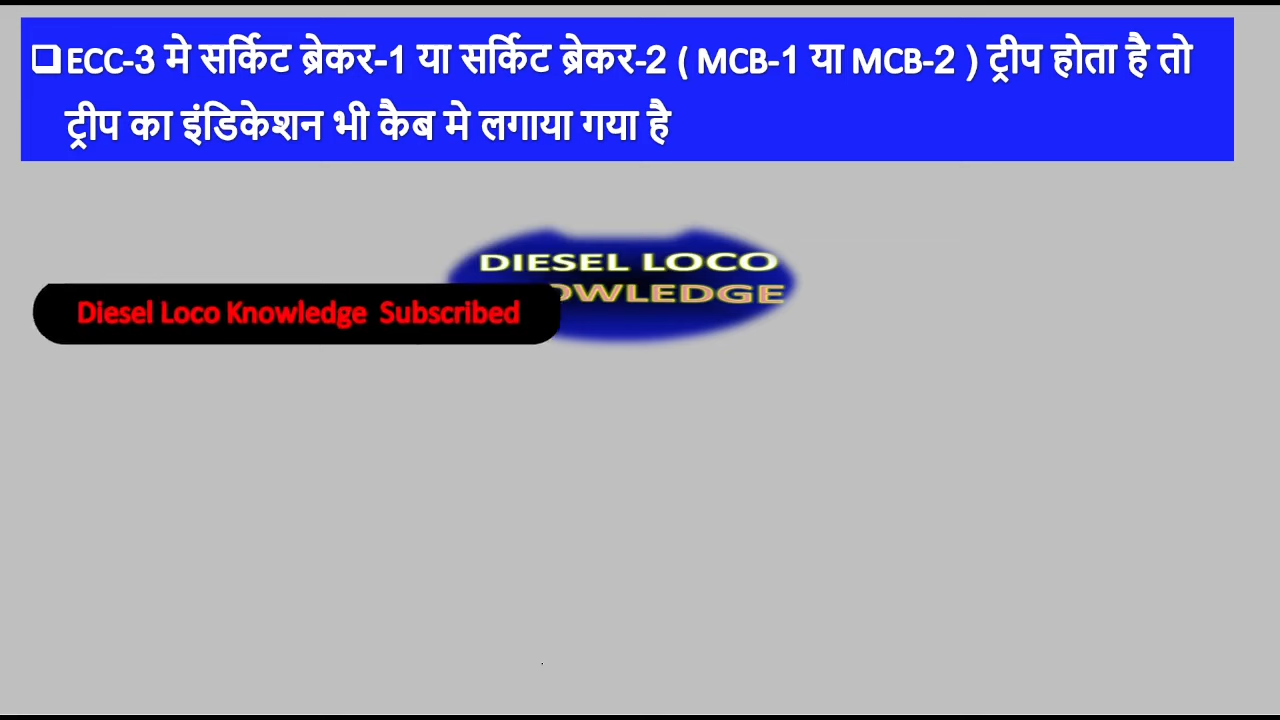 ❑ECC-3 मे सर्किट ब्रेकर-1 या सर्किट ब्रेकर-2 ( MCB-1 या MCB-2 ) ट्रीप होता है तो
ट्रीप का इंडिकेशन भी कैब मे लगाया गया है
DIESEL LOCO
OWLEDGE
Diesel Loco Knowledge Subscribed